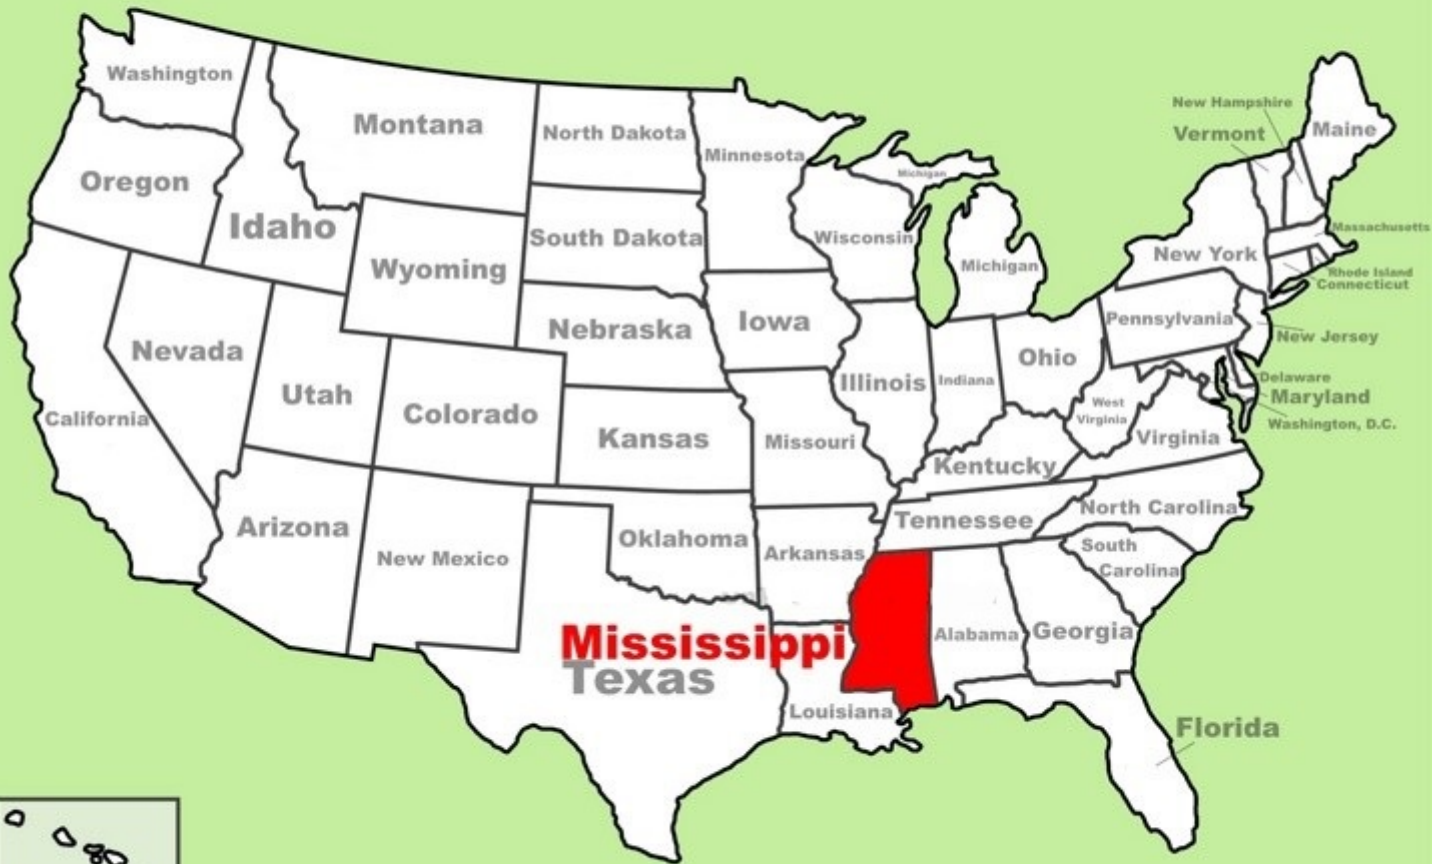 Washington
Montana
North Dakota
Minnesota
New Hampshire
Vermont
Maine
Oregon
Idaho
Michigan
South Dakota
Wisconsin
Massachusetts
Wyoming
Michigan
New York
Rhode Island
Connecticut
Nebraska
Iowa
Pennsylvania
New Jersey
Nevada
Ohio
Utah
Illinois
Indiana
Delaware
Maryland
California
Colorado
Kansas
Missouri
West
Virginia
Virginia
Washington, D.C.
Kentucky
Arizona
New Mexico
Oklahoma
Arkansas
Tennessee
North Carolina
South
Carolina
Mississippi
Texas
Alabama
Georgia
Louisiana
Florida